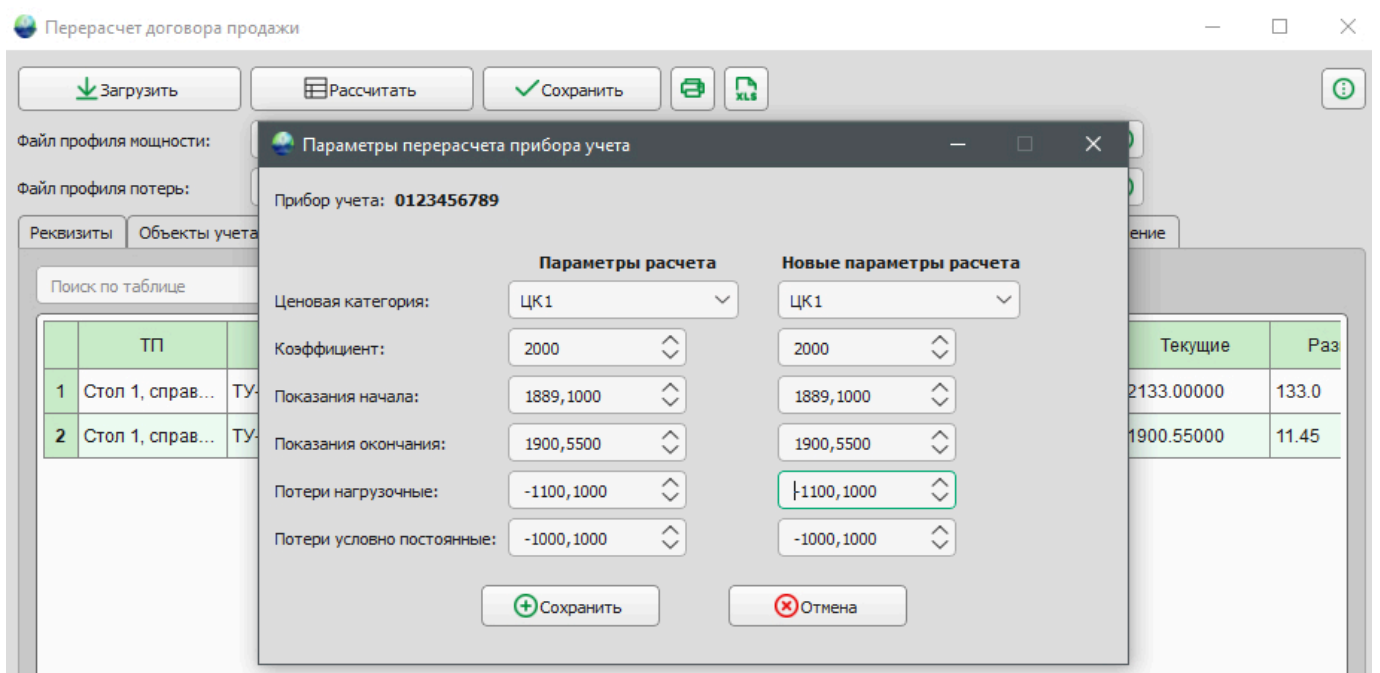 Перерасчет договора продажи
Загрузить Рассчитать Сохранить XLS
Файл профиля мощности:
Файл профиля потерь:
Реквизиты Объекты учета ение
Поиск по таблице
ТП Текущие Раз
1 Стол 1, справ... ТУ- 2133.00000 133.0
2 Стол 1, справ... ТУ- 1900.55000 11.45
Параметры перерасчета прибора учета
Прибор учета: 0123456789
Параметры расчета Новые параметры расчета
Ценовая категория: ЦК1 ЦК1
Коэффициент: 2000 2000
Показания начала: 1889,1000 1889,1000
Показания окончания: 1900,5500 1900,5500
Потери нагрузочные: -1100,1000 -1100,1000
Потери условно постоянные: -1000,1000 -1000,1000
Сохранить Отмена